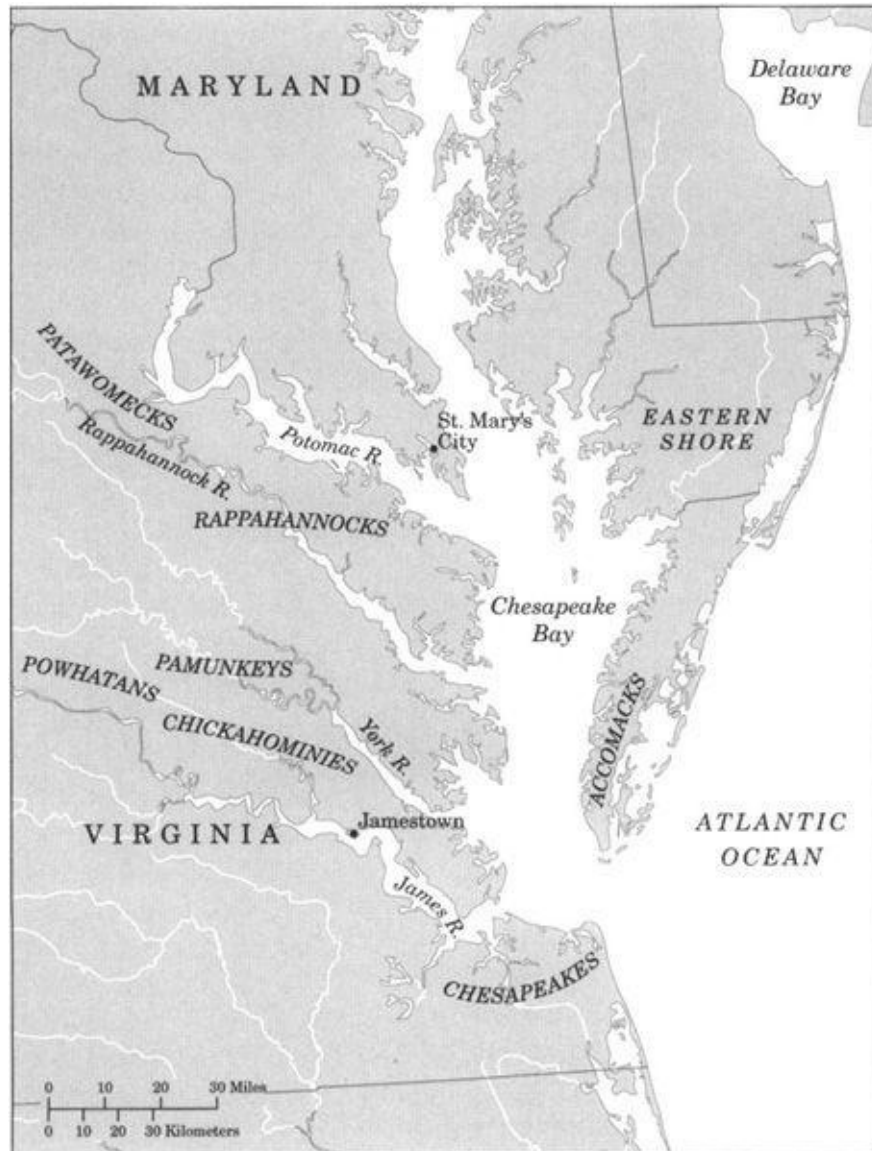 MARYLAND
Delaware
Bay
PATAWOMECKS
Rappahannock R.
Potomac R.
St. Mary's
City
EASTERN
SHORE
RAPPAHANNOCKS
Chesapeake
Bay
PAMUNKEYS
POWHATANS
CHICKAHOMINIES
York R.
ACCOMACKS
Jamestown
VIRGINIA
ATLANTIC
OCEAN
James R.
CHESAPEAKES
0 10 20 30 Miles
0 10 20 30 Kilometers